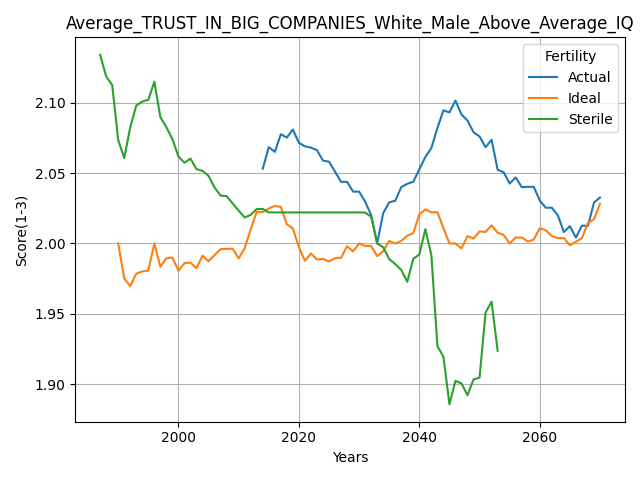 Average_TRUST_IN_BIG_COMPANIES_White_Male_Above_Average_IQ
Fertility
Actual
Ideal
Sterile
Score(1-3)
2.10
2.05
2.00
1.95
1.90
2000
2020
2040
2060
Years